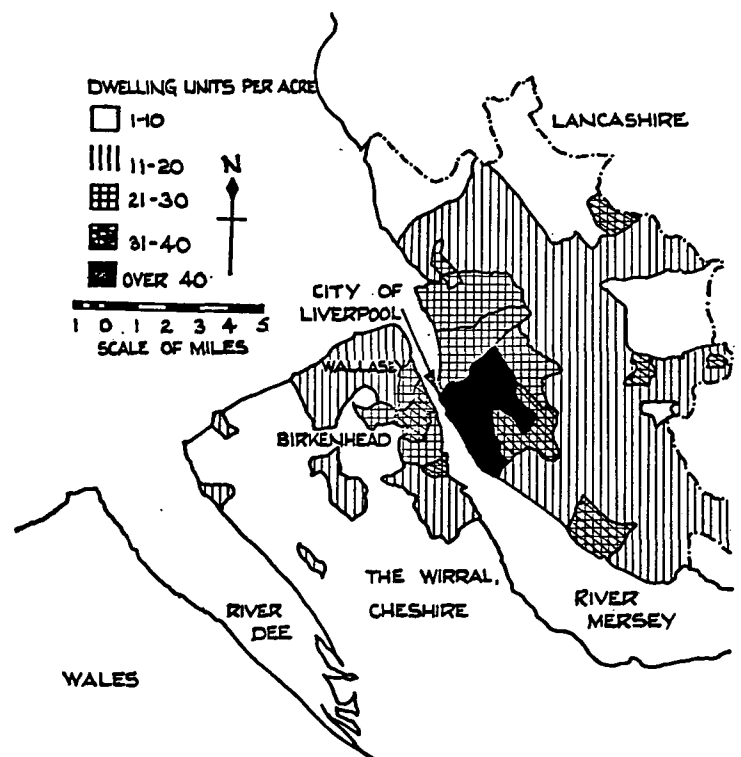 DWELLING UNITS PER ACRE
1-10
11-20
21-30
31-40
OVER 40
N
1 0 1 2 3 4 5
SCALE OF MILES
LANCASHIRE
CITY OF
LIVERPOOL
WALLASEY
BIRKENHEAD
THE WIRRAL,
CHESHIRE
RIVER
MERSEY
RIVER
DEE
WALES